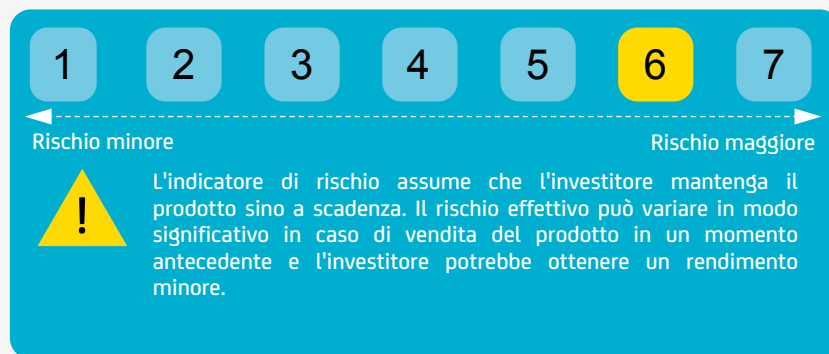 1 2 3 4 5 6 7
Rischio minore Rischio maggiore
! L'indicatore di rischio assume che l'investitore mantenga il
prodotto sino a scadenza. Il rischio effettivo può variare in modo
significativo in caso di vendita del prodotto in un momento
antecedente e l'investitore potrebbe ottenere un rendimento
minore.